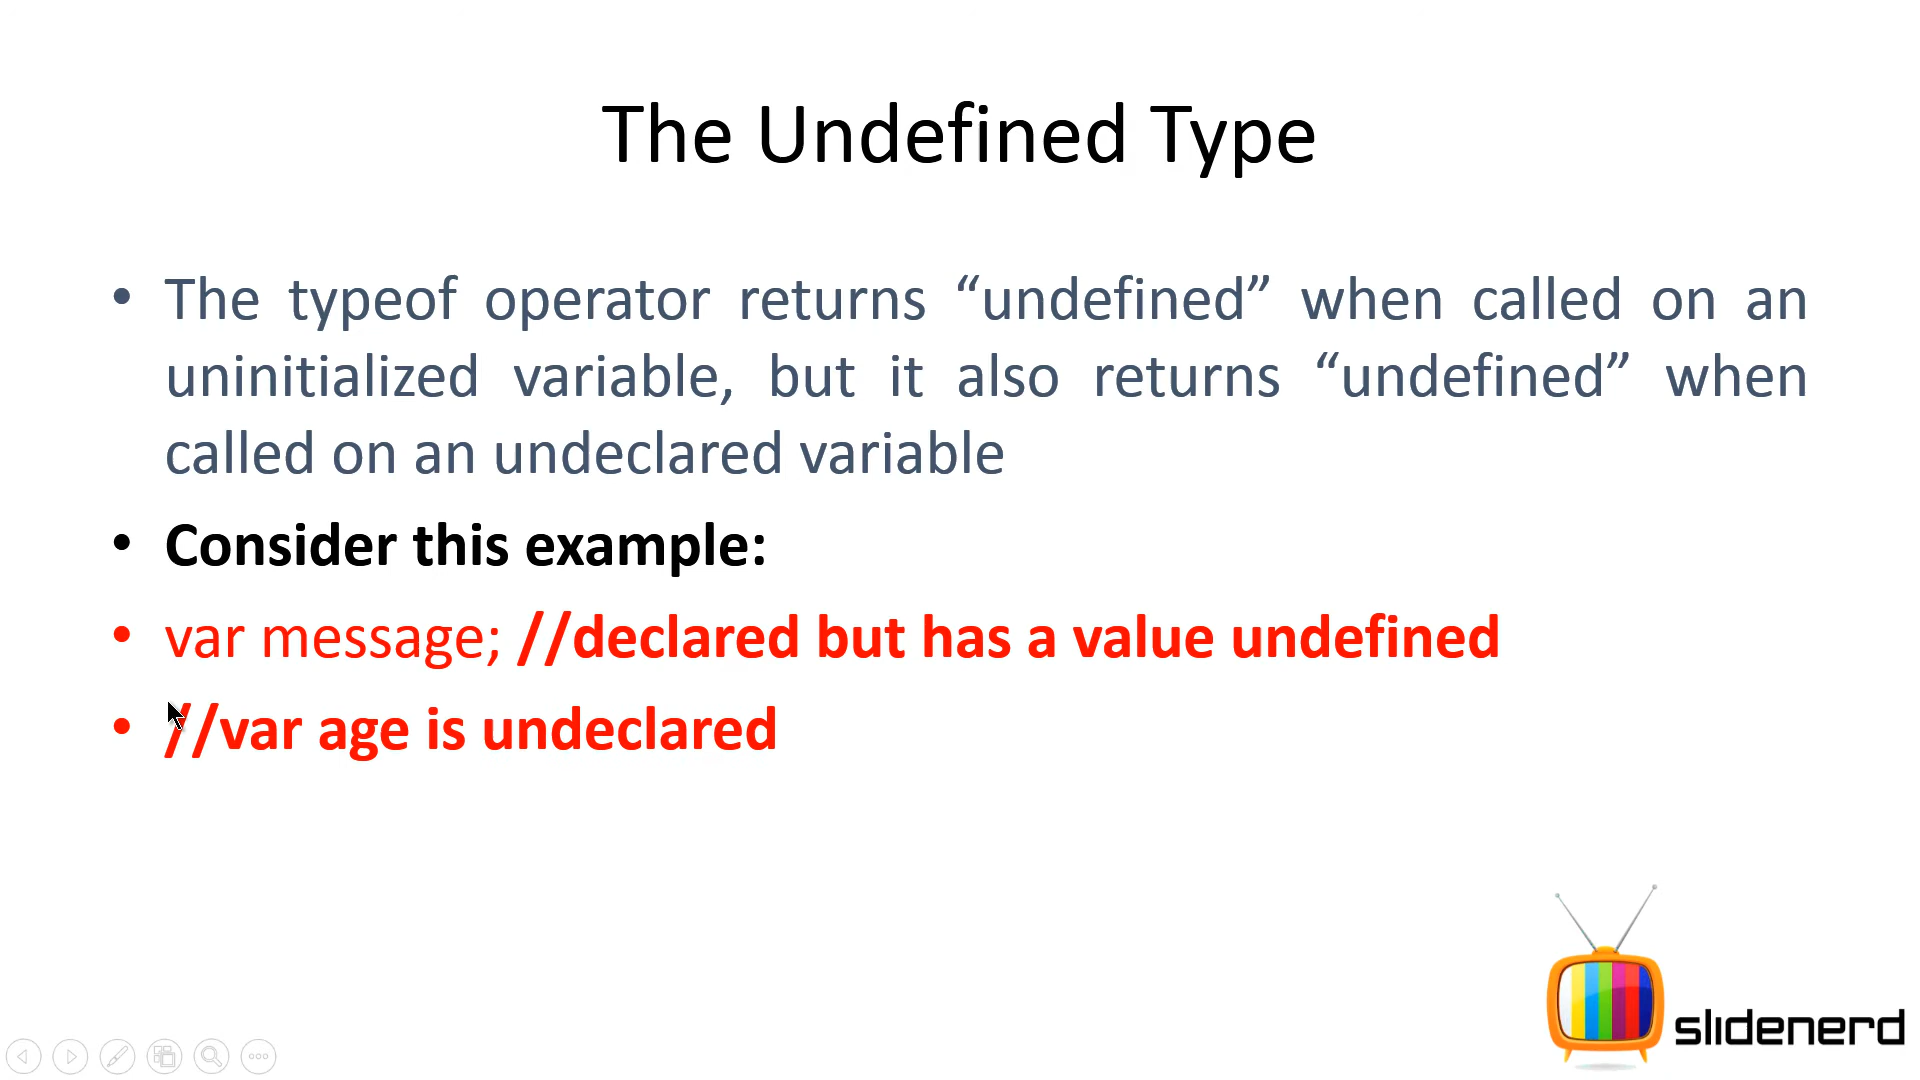 The Undefined Type
• The typeof operator returns “undefined” when called on an
uninitialized variable, but it also returns “undefined” when
called on an undeclared variable
• Consider this example:
• var message; //declared but has a value undefined
• //var age is undeclared
slidenerd